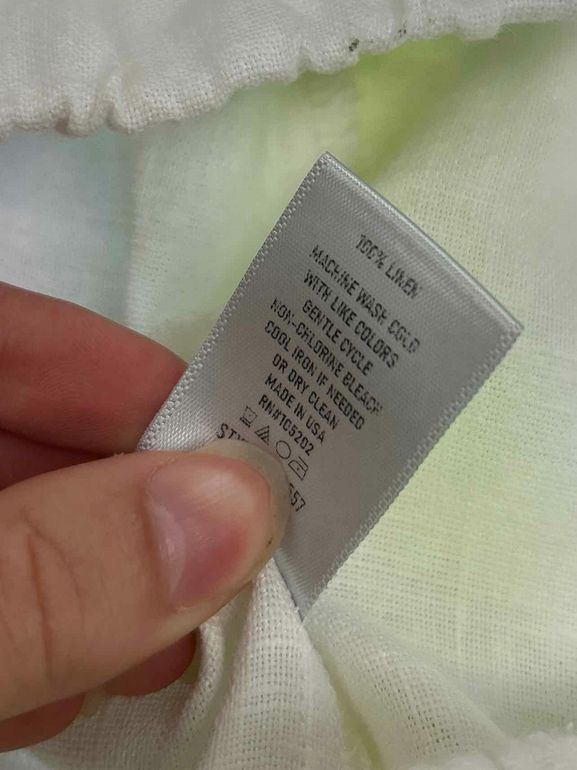 100% LINEN
MACHINE WASH COLD
WITH LIKE COLORS
GENTLE CYCLE
NON-CHLORINE BLEACH
COOL IRON IF NEEDED
OR DRY CLEAN
MADE IN USA
RN#105202